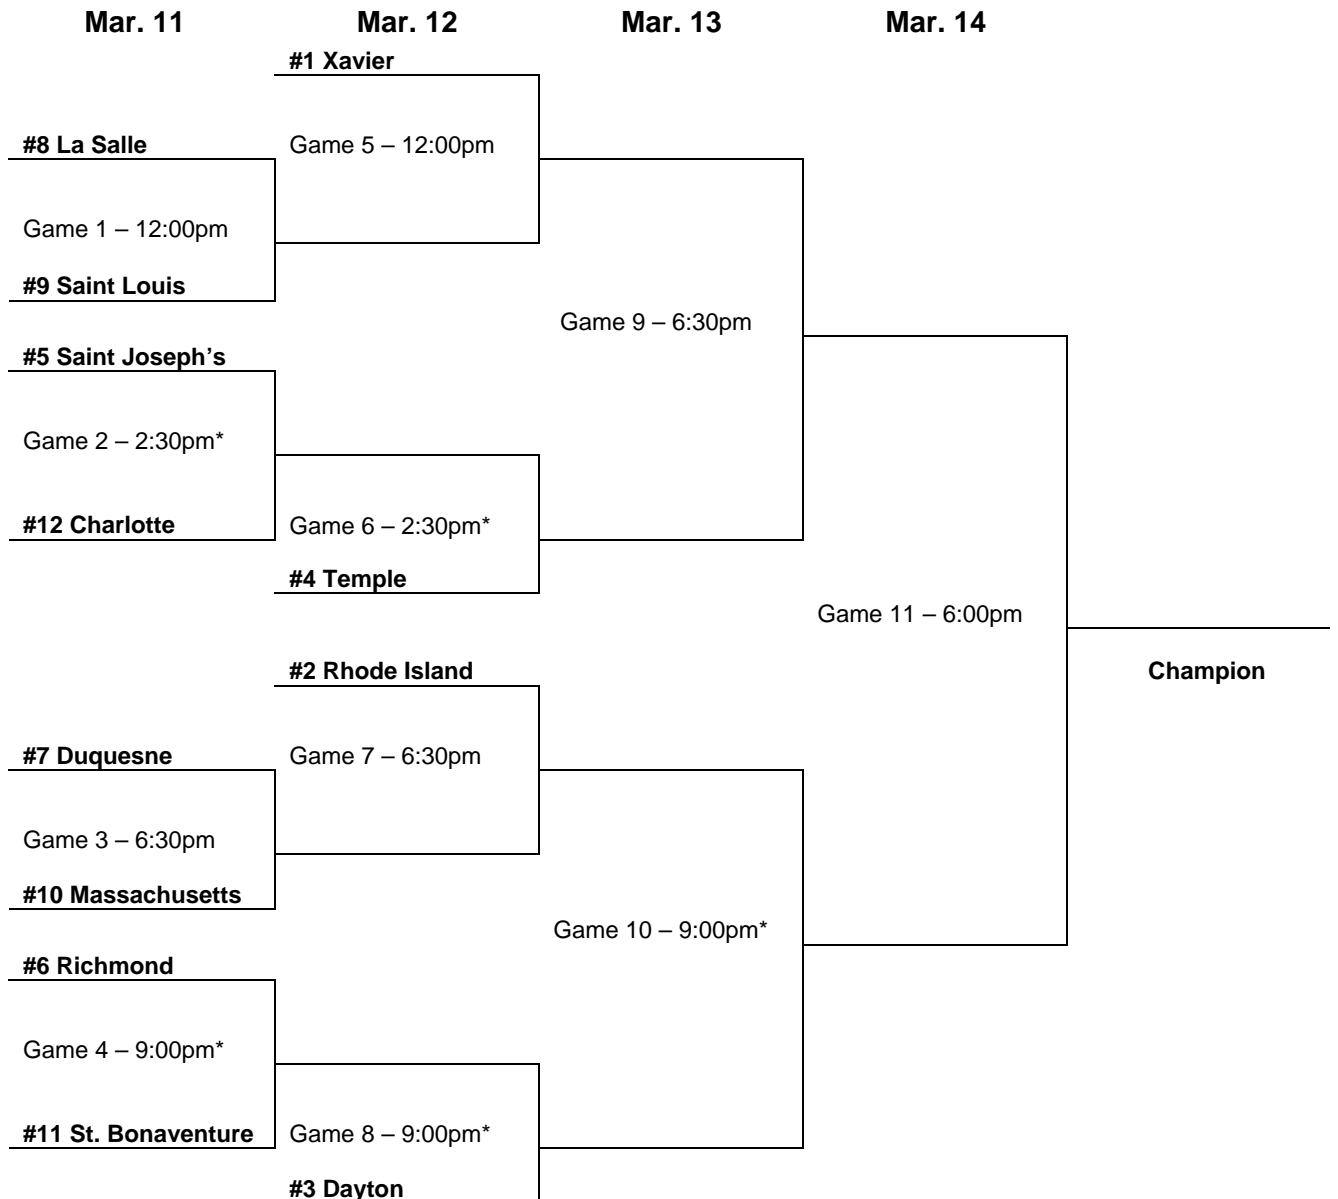 Mar. 11 Mar. 12 Mar. 13 Mar. 14
#1 Xavier
#8 La Salle Game 5 – 12:00pm
Game 1 – 12:00pm
#9 Saint Louis
Game 9 – 6:30pm
#5 Saint Joseph’s
Game 2 – 2:30pm*
#12 Charlotte Game 6 – 2:30pm*
#4 Temple
Game 11 – 6:00pm
#2 Rhode Island Champion
#7 Duquesne Game 7 – 6:30pm
Game 3 – 6:30pm
#10 Massachusetts
Game 10 – 9:00pm*
#6 Richmond
Game 4 – 9:00pm*
#11 St. Bonaventure Game 8 – 9:00pm*
#3 Dayton